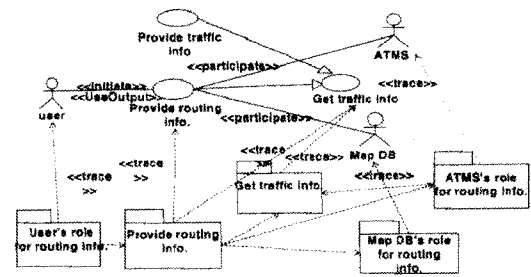 Provide traffic
info
<<participate>>
ATMS
<<initiate>>
<<UseOutput>>
user
Provide routing
info.
Get traffic info
<<trace>>
<<participate>>
Map DB
<<trace
>>
<<trace
>>
<<trace
>>
<<trace>>
<<trace>>
Get traffic info.
ATMS's role
for routing info.
User's role
for routing info.
Provide routing
info.
Map DB's role
for routing
info.